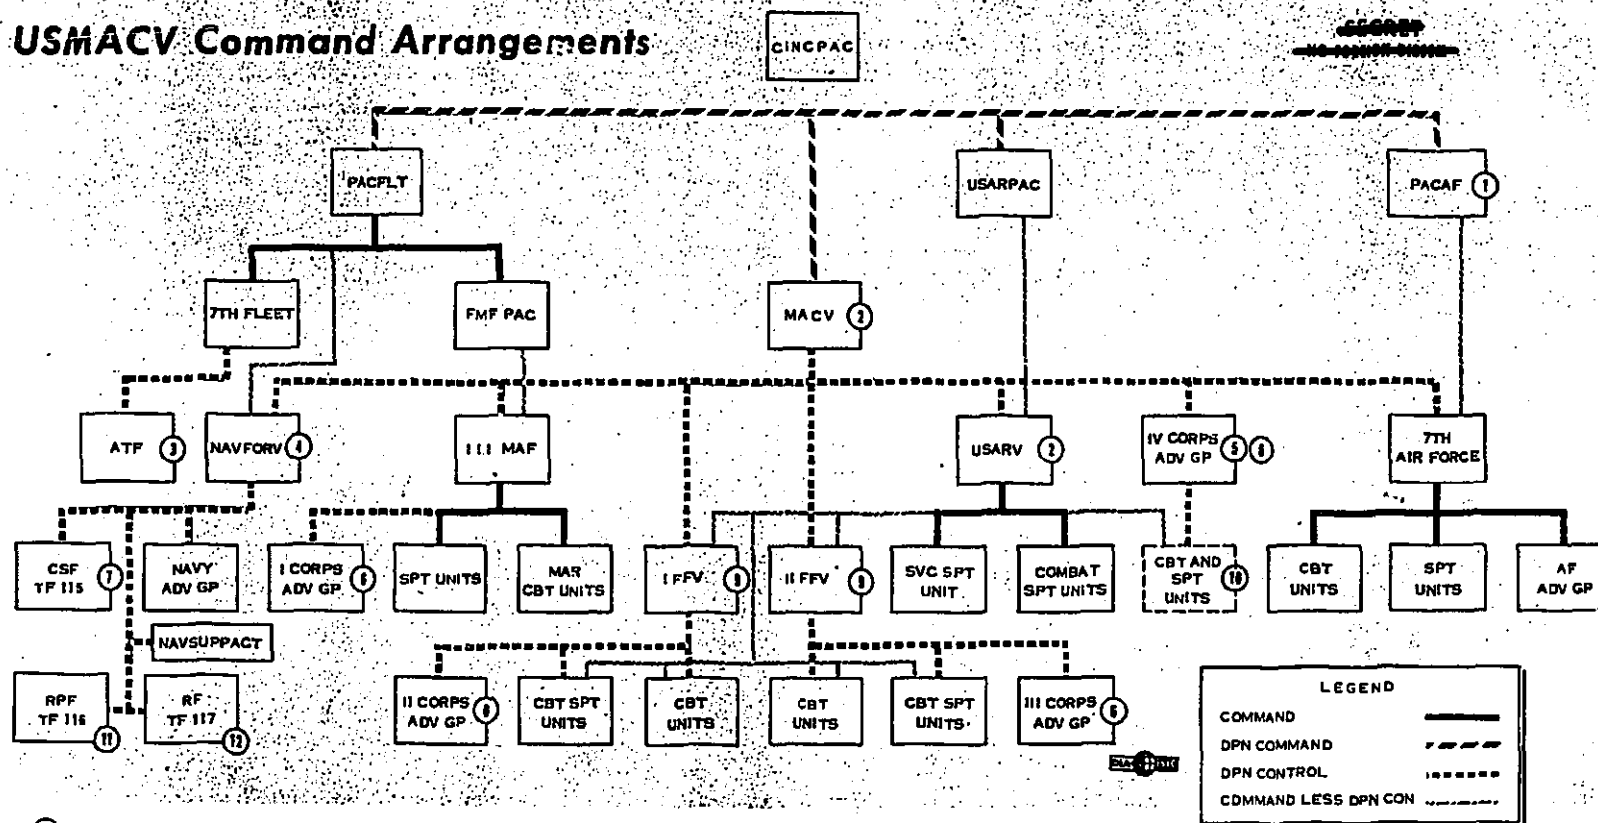 USMACV Command Arrangements
CINCPAC
SECRET
PACFLT
USARPAC
PACAF
1
7TH FLEET
FMF PAC
MACV
2
ATF
3
NAVFORV
4
III MAF
USARV
2
IV CORPS
ADV GP
5
7TH
AIR FORCE
CSF
TF 115
7
NAVY
ADV GP
I CORPS
ADV GP
6
SPT UNITS
MAR
CBT UNITS
I FFV
9
II FFV
9
SVC SPT
UNIT
COMBAT
SPT UNITS
CBT AND
SPT
UNITS
10
CBT
UNITS
SPT
UNITS
AF
ADV GP
NAVSUPPACT
RPF
TF 116
11
RF
TF 117
12
II CORPS
ADV GP
CBT SPT
UNITS
CBT
UNITS
CBT
UNITS
CBT SPT
UNITS
III CORPS
ADV GP
6
LEGEND
COMMAND
OPN COMMAND
OPN CONTROL
COMMAND LESS OPN CON